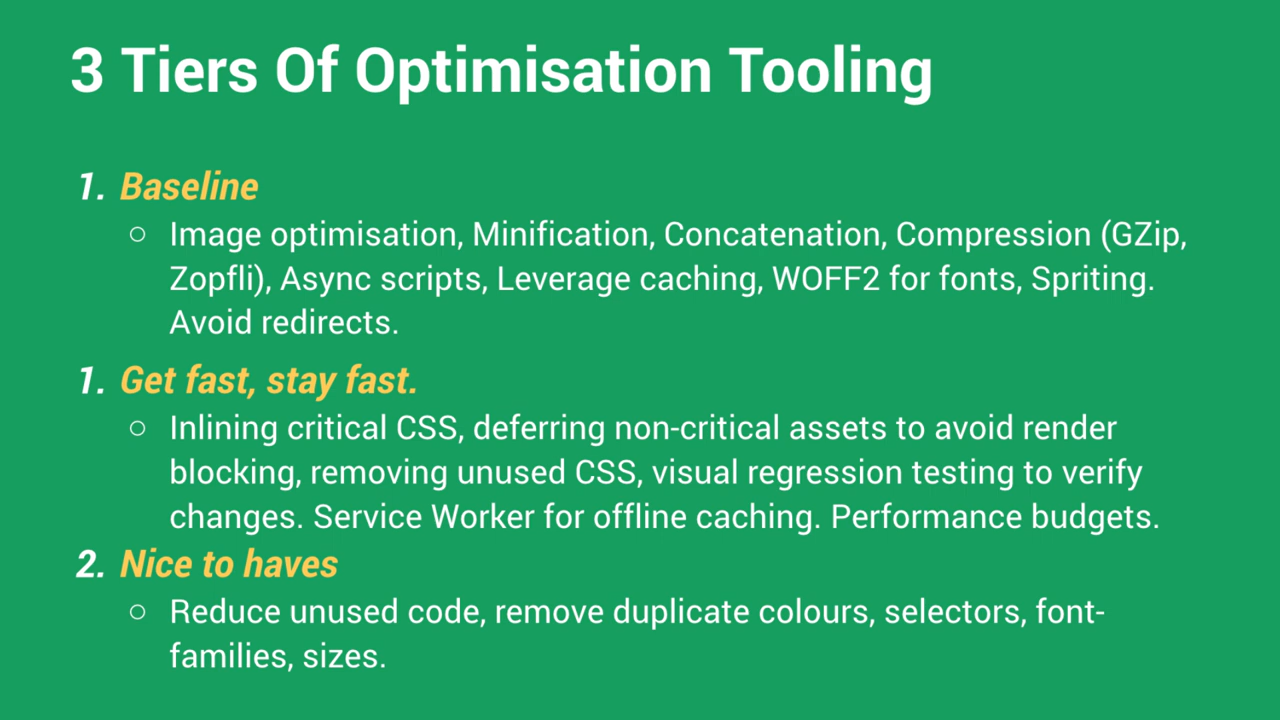 3 Tiers Of Optimisation Tooling
1. Baseline
○ Image optimisation, Minification, Concatenation, Compression (GZip,
Zopfli), Async scripts, Leverage caching, WOFF2 for fonts, Spriting.
Avoid redirects.
1. Get fast, stay fast.
○ Inlining critical CSS, deferring non-critical assets to avoid render
blocking, removing unused CSS, visual regression testing to verify
changes. Service Worker for offline caching. Performance budgets.
2. Nice to haves
○ Reduce unused code, remove duplicate colours, selectors, font-
families, sizes.